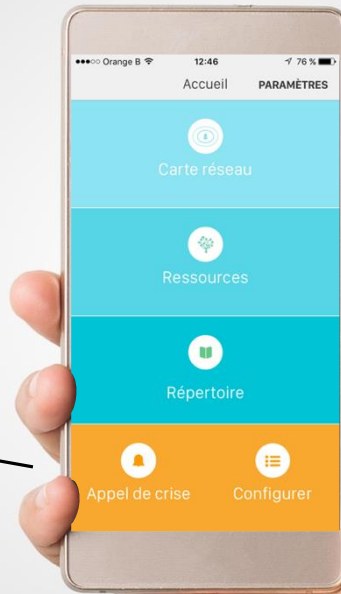 ●●●○○ Orange B 12:46 76 %
Accueil PARAMÈTRES
Carte réseau
Ressources
Répertoire
Appel de crise Configurer